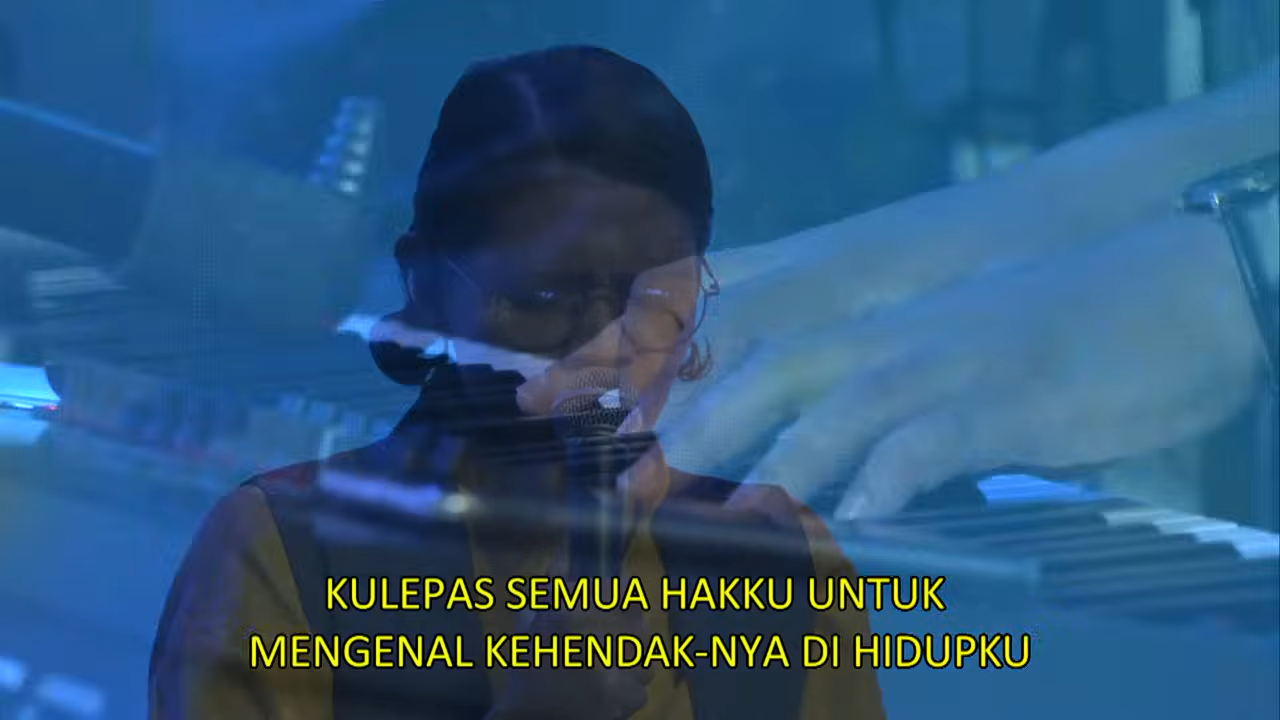 KULEPAS SEMUA HAKKU UNTUK
MENGENAL KEHENDAK-NYA DI HIDUPKU